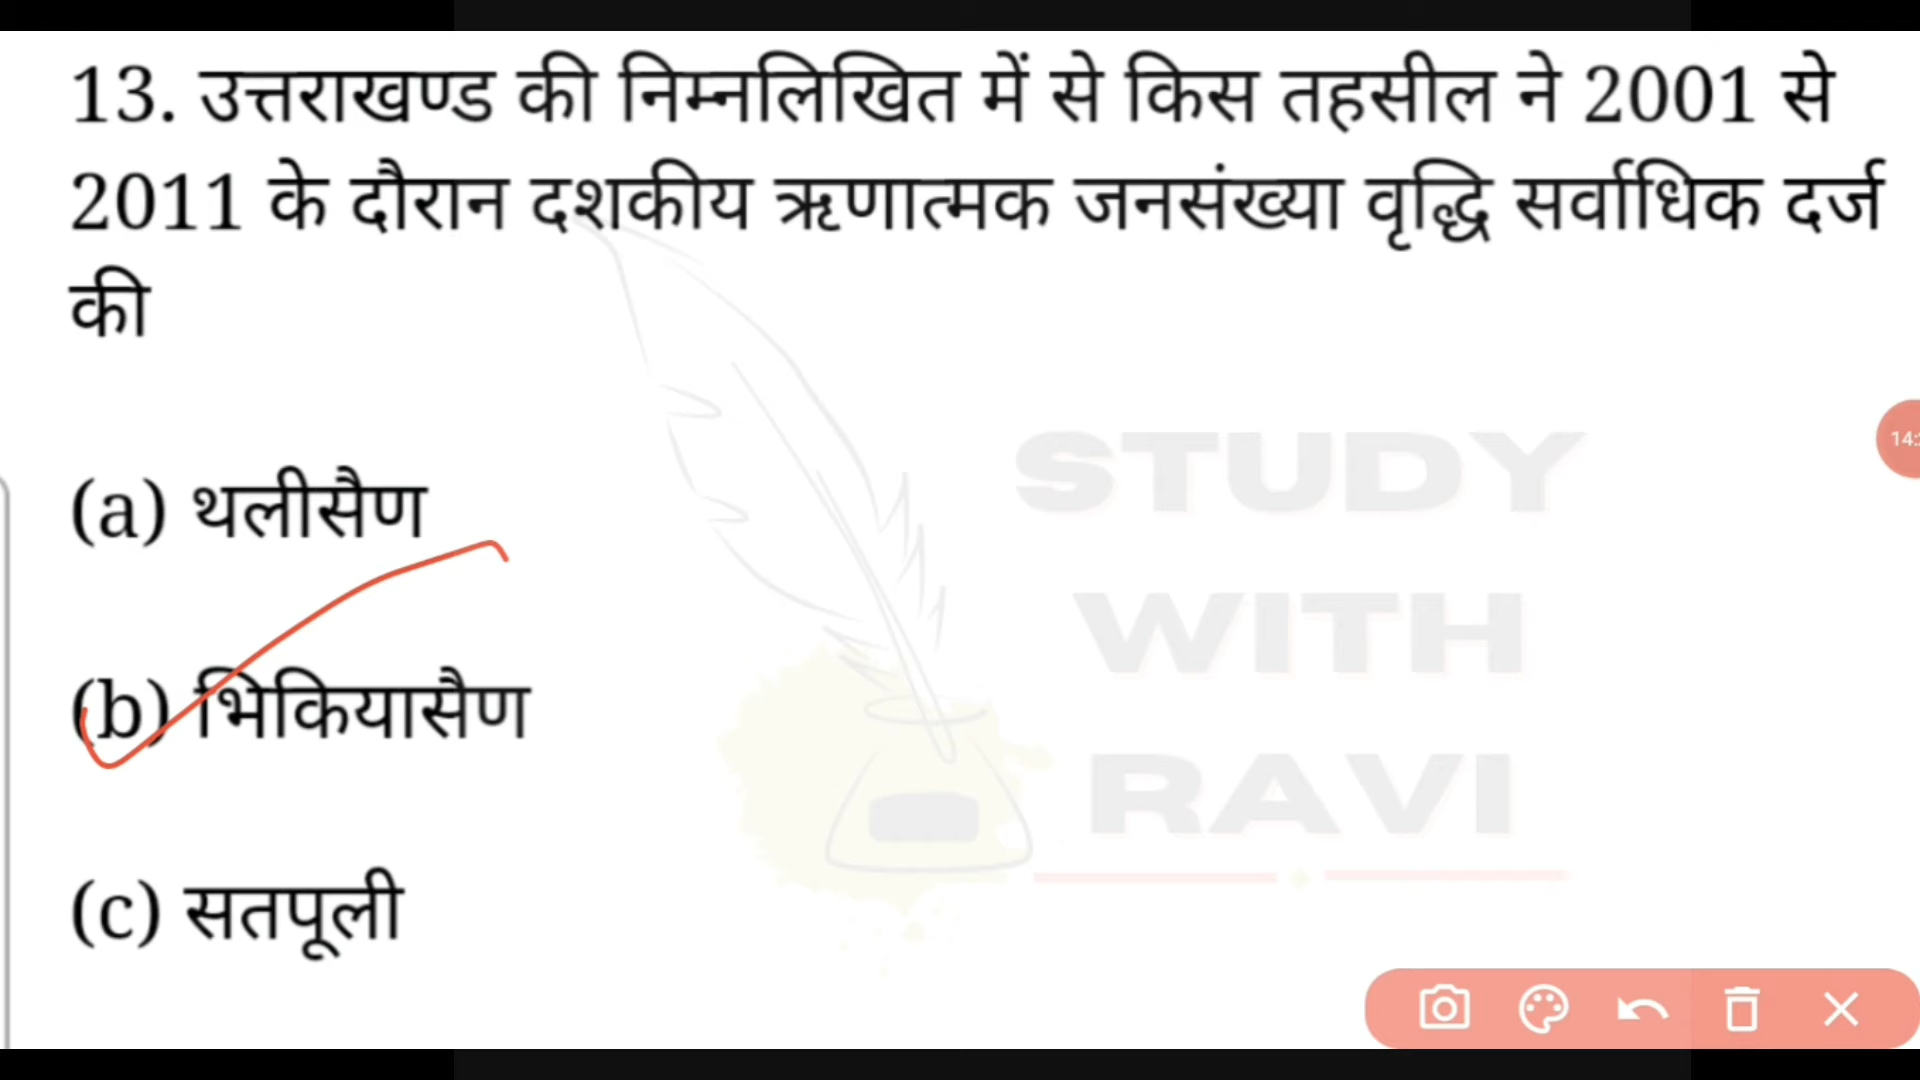 13. उत्तराखण्ड की निम्नलिखित में से किस तहसील ने 2001 से
2011 के दौरान दशकीय ऋणात्मक जनसंख्या वृद्धि सर्वाधिक दर्ज
की
(a) थलीसैण
(b) भिकियासैण
(c) सतपूली
STUDY
WITH
RAVI